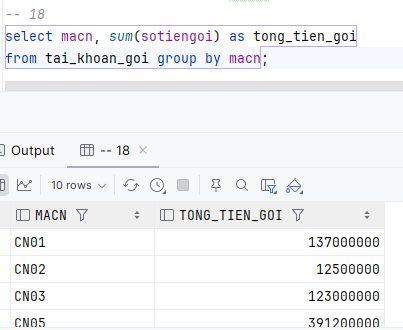 -- 18
select macn, sum(sotiengoi) as tong_tien_goi
from tai_khoan_goi group by macn;
Output -- 18
10 rows
MACN TONG_TIEN_GOI
CN01 137000000
CN02 12500000
CN03 123000000
CN05 391200000